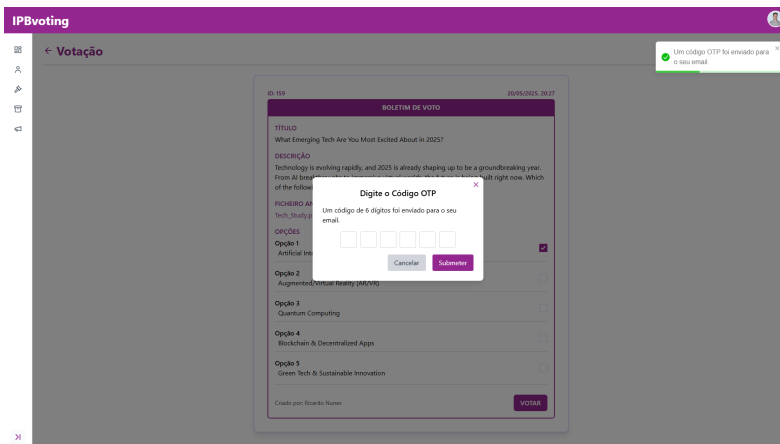 IPBvoting
← Votação
Um código OTP foi enviado para
o seu email
ID: 159
20/05/2025, 20:27
BOLETIM DE VOTO
TÍTULO
What Emerging Tech Are You Most Excited About in 2025?
DESCRIÇÃO
Technology is evolving rapidly, and 2025 is already shaping up to be a groundbreaking year.
From AI built right now. Which
of the
Digite o Código OTP
Um código de 6 dígitos foi enviado para o seu
email.
Cancelar
Submeter
FICHEIRO
OPÇÕES
Opção 1
Artificial
Opção 2
Augmented/Virtual Reality (AR/VR)
Opção 3
Quantum Computing
Opção 4
Blockchain & Decentralized Apps
Opção 5
Green Tech & Sustainable Innovation
Criado por: Ricardo Nunes
VOTAR